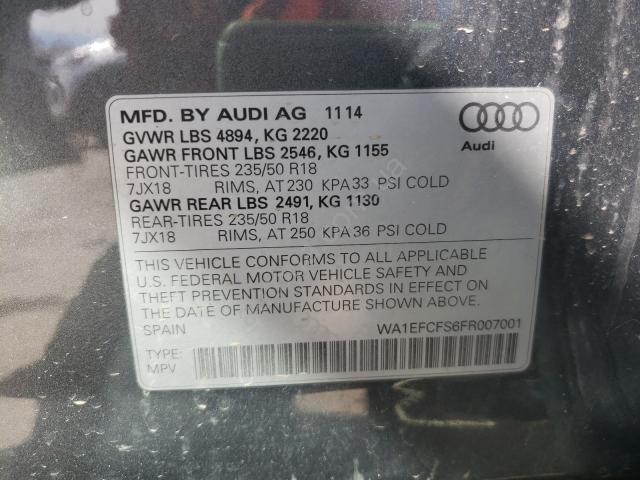 MFD. BY AUDI AG 1114
GVWR LBS 4894, KG 2220
GAWR FRONT LBS 2546, KG 1155
FRONT-TIRES 235/50 R18
7JX18 RIMS, AT 230 KPA 33 PSI COLD
GAWR REAR LBS 2491, KG 1130
REAR-TIRES 235/50 R18
7JX18 RIMS, AT 250 KPA 36 PSI COLD
Audi
THIS VEHICLE CONFORMS TO ALL APPLICABLE
U.S. FEDERAL MOTOR VEHICLE SAFETY AND
THEFT PREVENTION STANDARDS IN EFFECT ON
THE DATE OF MANUFACTURE SHOWN ABOVE.
SPAIN WA1EFCFS6FR007001
TYPE:
MPV